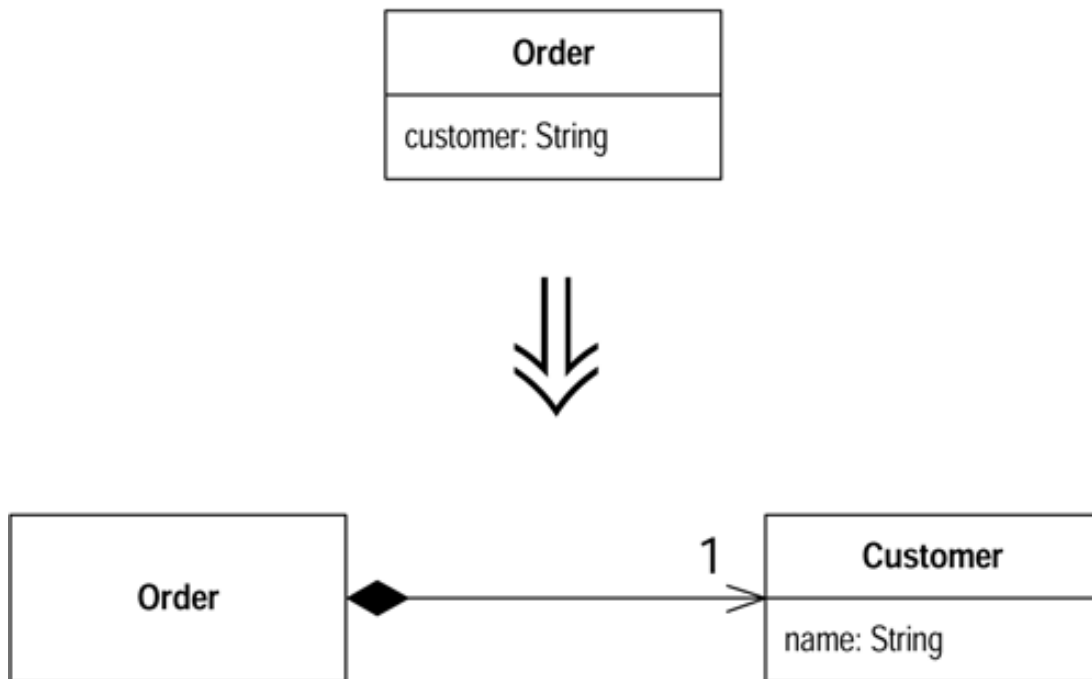 Order
customer: String
1
Order
Customer
name: String